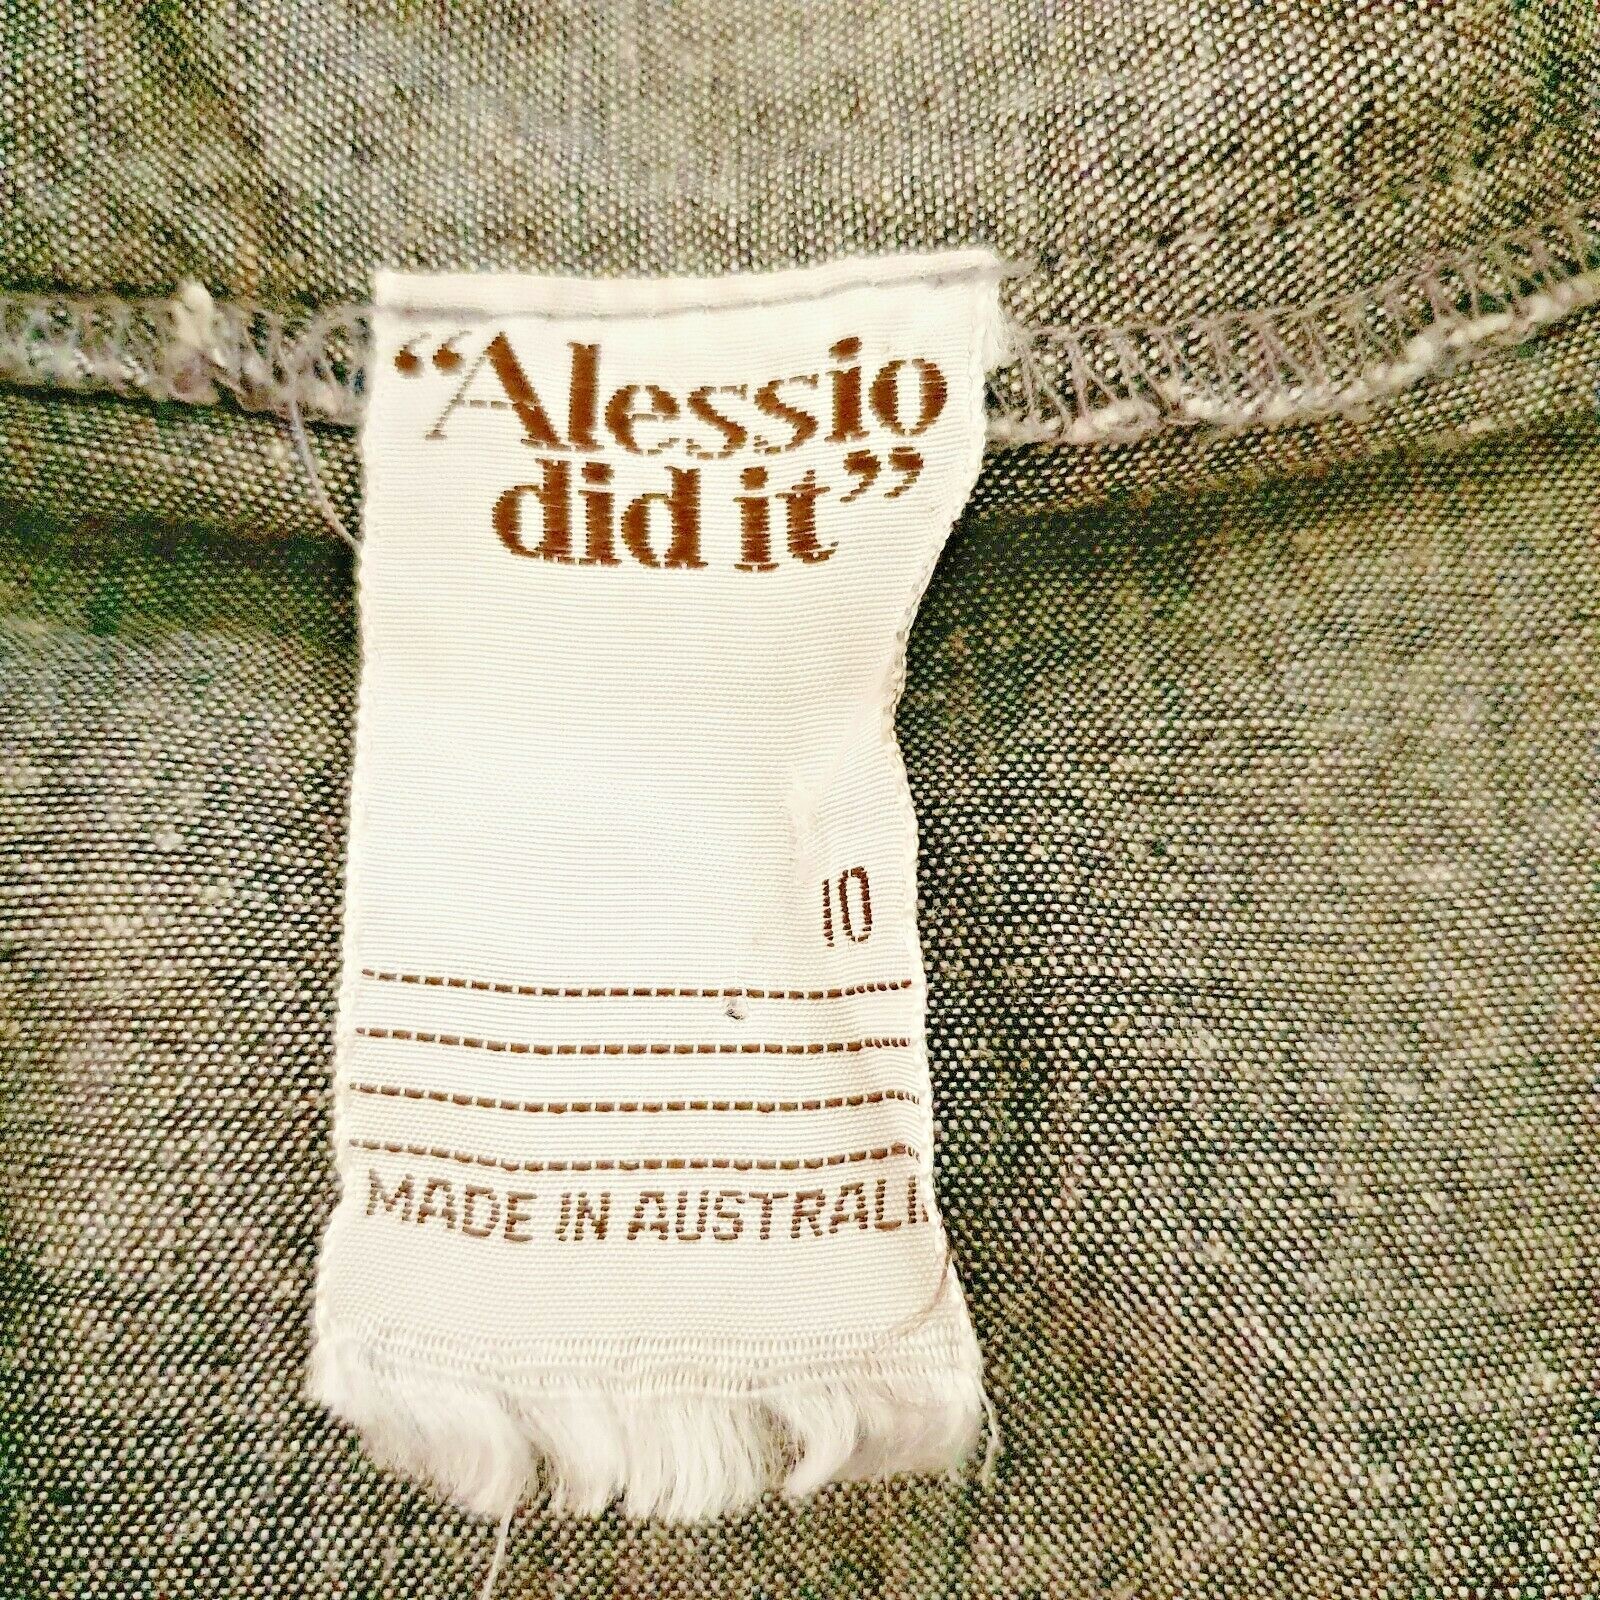 “Alessio
did it”
10
MADE IN AUSTRALI